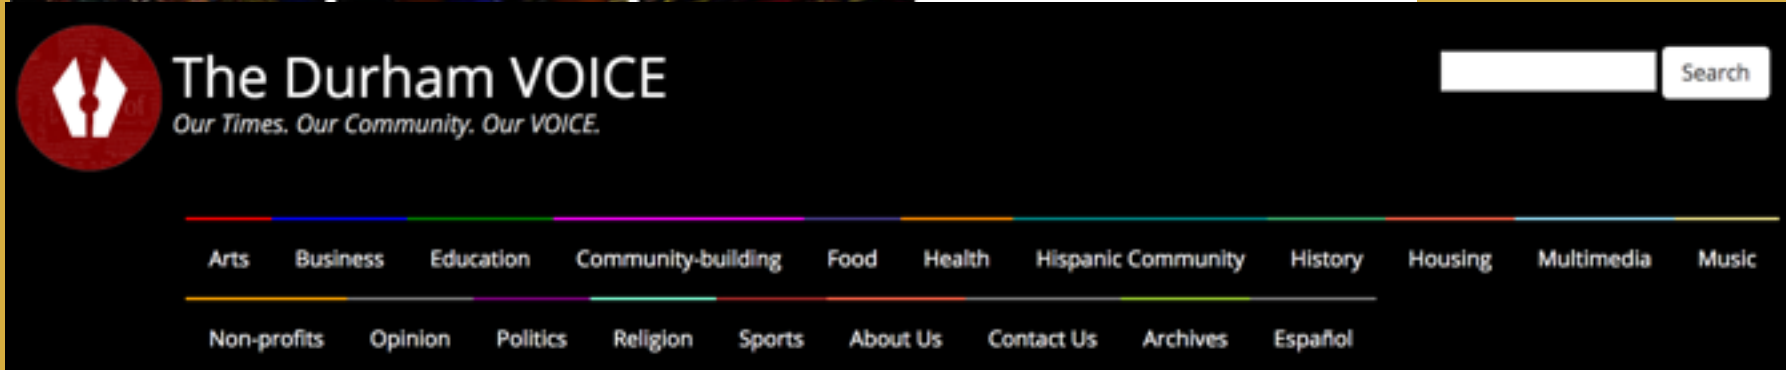 The Durham VOICE
Our Times. Our Community. Our VOICE.
Search
Arts Business Education Community-building Food Health Hispanic Community History Housing Multimedia Music
Non-profits Opinion Politics Religion Sports About Us Contact Us Archives Español